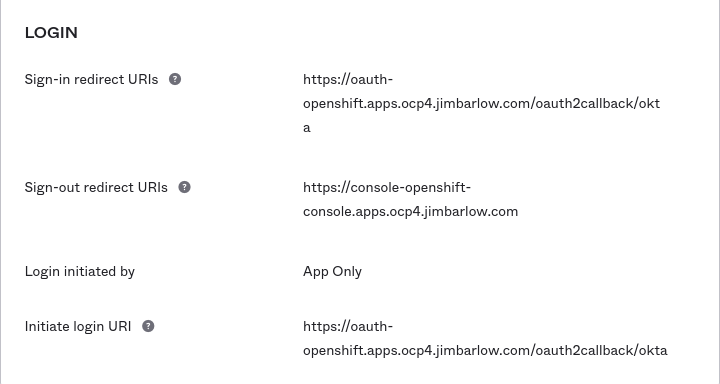 LOGIN
Sign-in redirect URIs ? https://oauth-
openshift.apps.ocp4.jimbarlow.com/oauth2callback/okt
a
Sign-out redirect URIs ? https://console-openshift-
console.apps.ocp4.jimbarlow.com
Login initiated by App Only
Initiate login URI ? https://oauth-
openshift.apps.ocp4.jimbarlow.com/oauth2callback/okta